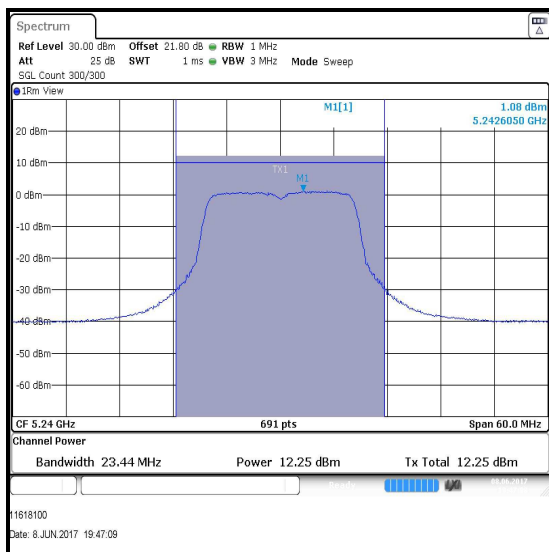 Spectrum
Ref Level 30.00 dBm Offset 21.80 dB RBW 1 MHz
Att 25 dB SWT 1 ms VBW 3 MHz Mode Sweep
SGL Count 300/300
1Rm View
M1[1] 1.08 dBm
5.2426050 GHz
20 dBm
10 dBm
TX1
M1
0 dBm
-10 dBm
-20 dBm
-30 dBm
-40 dBm
-50 dBm
-60 dBm
CF 5.24 GHz 691 pts Span 60.0 MHz
Channel Power
Bandwidth 23.44 MHz Power 12.25 dBm Tx Total 12.25 dBm
Ready 08.06.2017
11618100
Date: 8.JUN.2017 19:47:09